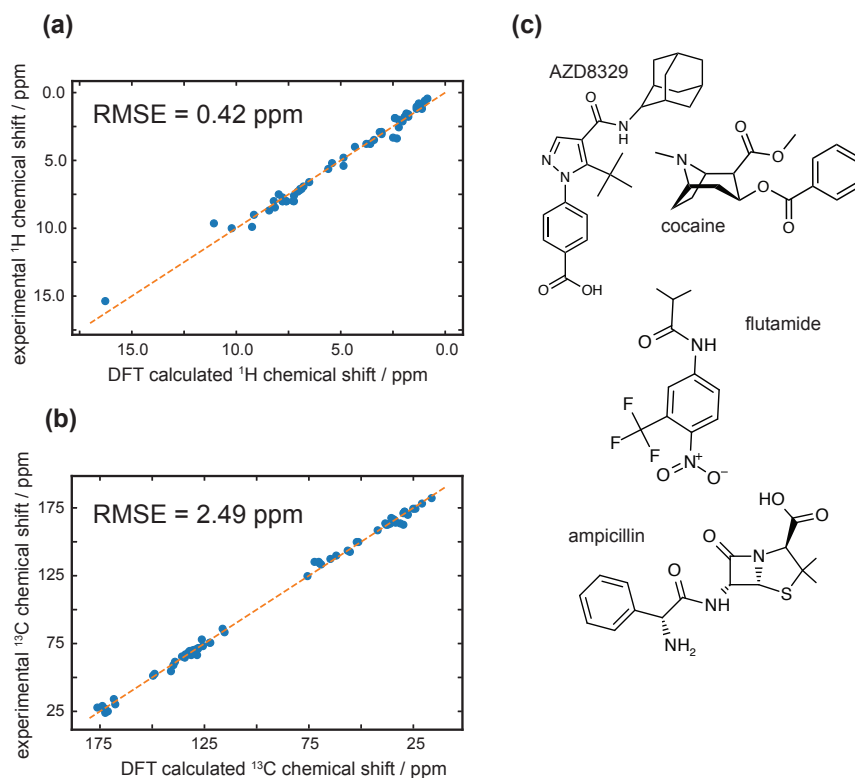 (a)
RMSE = 0.42 ppm
experimental ¹H chemical shift / ppm
0.0
5.0
10.0
15.0
15.0 10.0 5.0 0.0
DFT calculated ¹H chemical shift / ppm
(b)
RMSE = 2.49 ppm
experimental ¹³C chemical shift / ppm
175
125
75
25
175 125 75 25
DFT calculated ¹³C chemical shift / ppm
(c)
AZD8329
O
N
H
N
N
O
OH
N
O
O
O
O
cocaine
flutamide
O
NH
F
F
F
N⁺
O
O⁻
ampicillin
HO
O
O
N
O
NH
S
NH₂